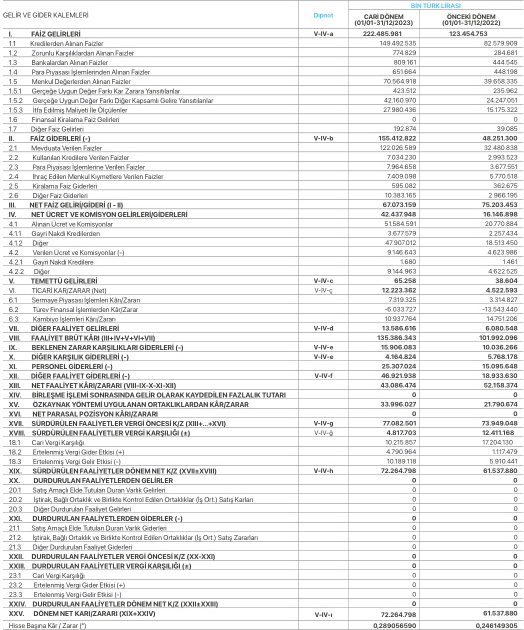 BİN TÜRK LİRASI
GELİR VE GİDER KALEMLERİ Dipnot CARİ DÖNEM (01/01-31/12/2023) ÖNCEKİ DÖNEM (01/01-31/12/2022)
I. FAİZ GELİRLERİ V-IV-a 222.485.981 123.454.753
1.1 Kredilerden Alınan Faizler 149.492.535 82.579.909
1.2 Zorunlu Karşılıklardan Alınan Faizler 774.829 284.681
1.3 Bankalardan Alınan Faizler 809.161 444.545
1.4 Para Piyasası İşlemlerinden Alınan Faizler 651.664 448.198
1.5 Menkul Değerlerden Alınan Faizler 70.564.918 39.658.335
1.5.1 Gerçeğe Uygun Değer Farkı Kar Zarara Yansıtılanlar 423.512 235.962
1.5.2 Gerçeğe Uygun Değer Farkı Diğer Kapsamlı Gelire Yansıtılanlar 42.160.970 24.247.051
1.5.3 İtfa Edilmiş Maliyeti İle Ölçülenler 27.980.436 15.175.322
1.6 Finansal Kiralama Faiz Gelirleri 0 0
1.7 Diğer Faiz Gelirleri 192.874 39.085
II. FAİZ GİDERLERİ (-) V-IV-b 155.412.822 48.251.300
2.1 Mevduata Verilen Faizler 122.026.589 32.480.838
2.2 Kullanılan Kredilere Verilen Faizler 7.034.230 2.993.523
2.3 Para Piyasası İşlemlerine Verilen Faizler 7.964.658 3.677.551
2.4 İhraç Edilen Menkul Kıymetlere Verilen Faizler 7.409.098 5.770.518
2.5 Kiralama Faiz Giderleri 595.082 362.675
2.6 Diğer Faiz Giderleri 10.383.165 2.966.195
III. NET FAİZ GELİRİ/GİDERİ (I - II) 67.073.159 75.203.453
IV. NET ÜCRET VE KOMİSYON GELİRLERİ/GİDERLERİ 42.437.948 16.146.898
4.1 Alınan Ücret ve Komisyonlar 51.584.591 20.770.884
4.1.1 Gayri Nakdi Kredilerden 3.677.579 2.257.434
4.1.2 Diğer 47.907.012 18.513.450
4.2 Verilen Ücret ve Komisyonlar (-) 9.146.643 4.623.986
4.2.1 Gayri Nakdi Kredilere 1.680 1.461
4.2.2 Diğer 9.144.963 4.622.525
V. TEMETTÜ GELİRLERİ V-IV-c 65.258 38.604
VI. TİCARİ KAR/ZARAR (Net) V-IV-ç 12.223.362 4.522.593
6.1 Sermaye Piyasası İşlemleri Kârı/Zararı 7.319.325 3.314.827
6.2 Türev Finansal İşlemlerden Kâr/Zarar -6.033.727 -13.543.440
6.3 Kambiyo İşlemleri Kârı/Zararı 10.937.764 14.751.206
VII. DİĞER FAALİYET GELİRLERİ V-IV-d 13.586.616 6.080.548
VIII. FAALİYET BRÜT KÂRI (III+IV+V+VI+VII) 135.386.343 101.992.096
IX. BEKLENEN ZARAR KARŞILIKLARI GİDERLERİ (-) V-IV-e 15.906.083 10.036.266
X. DİĞER KARŞILIK GİDERLERİ (-) V-IV-e 4.164.824 5.768.178
XI. PERSONEL GİDERLERİ (-) 25.307.024 15.095.648
XII. DİĞER FAALİYET GİDERLERİ (-) V-IV-f 46.921.938 18.933.630
XIII. NET FAALİYET KÂRI/ZARARI (VIII-IX-X-XI-XII) 43.086.474 52.158.374
XIV. BİRLEŞME İŞLEMİ SONRASINDA GELİR OLARAK KAYDEDİLEN FAZLALIK TUTARI 0 0
XV. ÖZKAYNAK YÖNTEMİ UYGULANAN ORTAKLIKLARDAN KÂR/ZARAR 33.996.027 21.790.674
XVI. NET PARASAL POZİSYON KÂRI/ZARARI 0 0
XVII. SÜRDÜRÜLEN FAALİYETLER VERGİ ÖNCESİ K/Z (XIII+...+XVI) V-IV-g 77.082.501 73.949.048
XVIII. SÜRDÜRÜLEN FAALİYETLER VERGİ KARŞILIĞI (±) V-IV-ğ 4.817.703 12.411.168
18.1 Cari Vergi Karşılığı 10.215.857 17.204.130
18.2 Ertelenmiş Vergi Gider Etkisi (+) 4.790.964 1.117.479
18.3 Ertelenmiş Vergi Gelir Etkisi (-) 10.189.118 5.910.441
XIX. SÜRDÜRÜLEN FAALİYETLER DÖNEM NET K/Z (XVII±XVIII) V-IV-h 72.264.798 61.537.880
XX. DURDURULAN FAALİYETLERDEN GELİRLER 0 0
20.1 Satış Amaçlı Elde Tutulan Duran Varlık Gelirleri 0 0
20.2 İştirak, Bağlı Ortaklık ve Birlikte Kontrol Edilen Ortaklıklar (İş Ort.) Satış Karları 0 0
20.3 Diğer Durdurulan Faaliyet Gelirleri 0 0
XXI. DURDURULAN FAALİYETLERDEN GİDERLER (-) 0 0
21.1 Satış Amaçlı Elde Tutulan Duran Varlık Giderleri 0 0
21.2 İştirak, Bağlı Ortaklık ve Birlikte Kontrol Edilen Ortaklıklar (İş Ort.) Satış Zararları 0 0
21.3 Diğer Durdurulan Faaliyet Giderleri 0 0
XXII. DURDURULAN FAALİYETLER VERGİ ÖNCESİ K/Z (XX-XXI) 0 0
XXIII. DURDURULAN FAALİYETLER VERGİ KARŞILIĞI (±) 0 0
23.1 Cari Vergi Karşılığı 0 0
23.2 Ertelenmiş Vergi Gider Etkisi (+) 0 0
23.3 Ertelenmiş Vergi Gelir Etkisi (-) 0 0
XXIV. DURDURULAN FAALİYETLER DÖNEM NET K/Z (XXII±XXIII) 0 0
XXV. DÖNEM NET KARI/ZARARI (XIX+XXIV) V-IV-ı 72.264.798 61.537.880
Hisse Başına Kâr / Zarar (*) 0,289056590 0,246149305